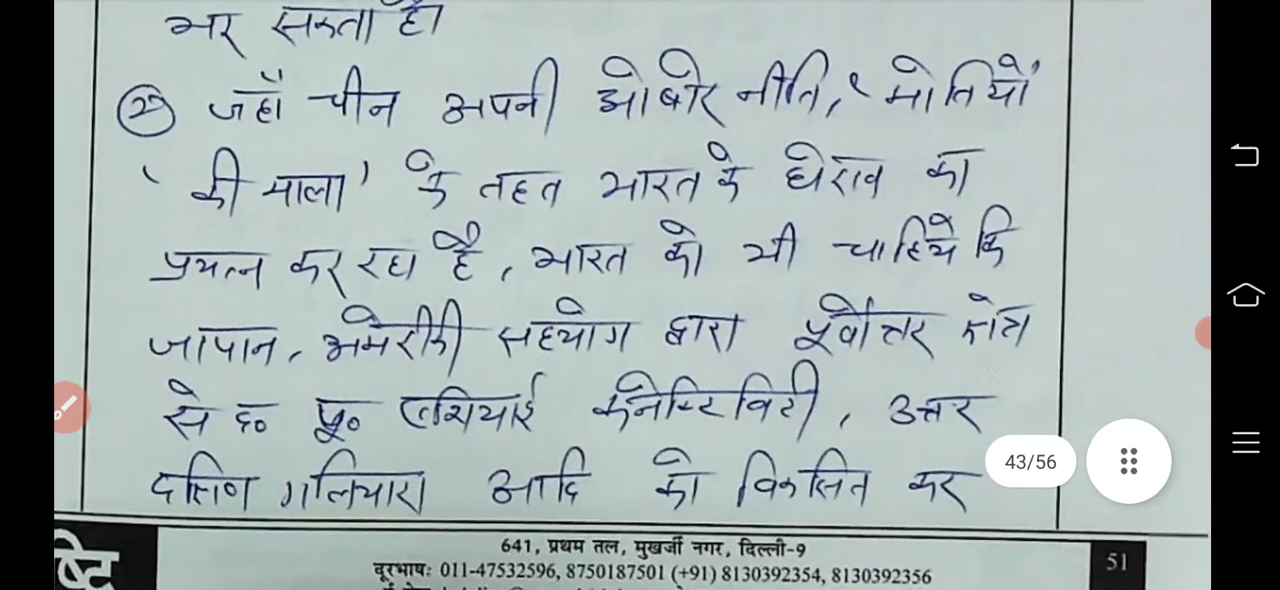 भर सकता है।
② जहाँ चीन अपनी ओबोर नीति, 'मोतियों'
'की माला' के तहत भारत के घेराव का
प्रयत्न कर रहा है, भारत को भी चाहिये कि
जापान, अमेरीकी सहयोग द्वारा पूर्वोत्तर क्षेत्र
से द० पू० एशियाई कनेक्टिविटी, उत्तर
दक्षिण गलियारा आदि को विकसित कर
43/56
641, प्रथम तल, मुखर्जी नगर, दिल्ली-9
51
दूरभाष: 011-47532596, 8750187501 (+91) 8130392354, 8130392356